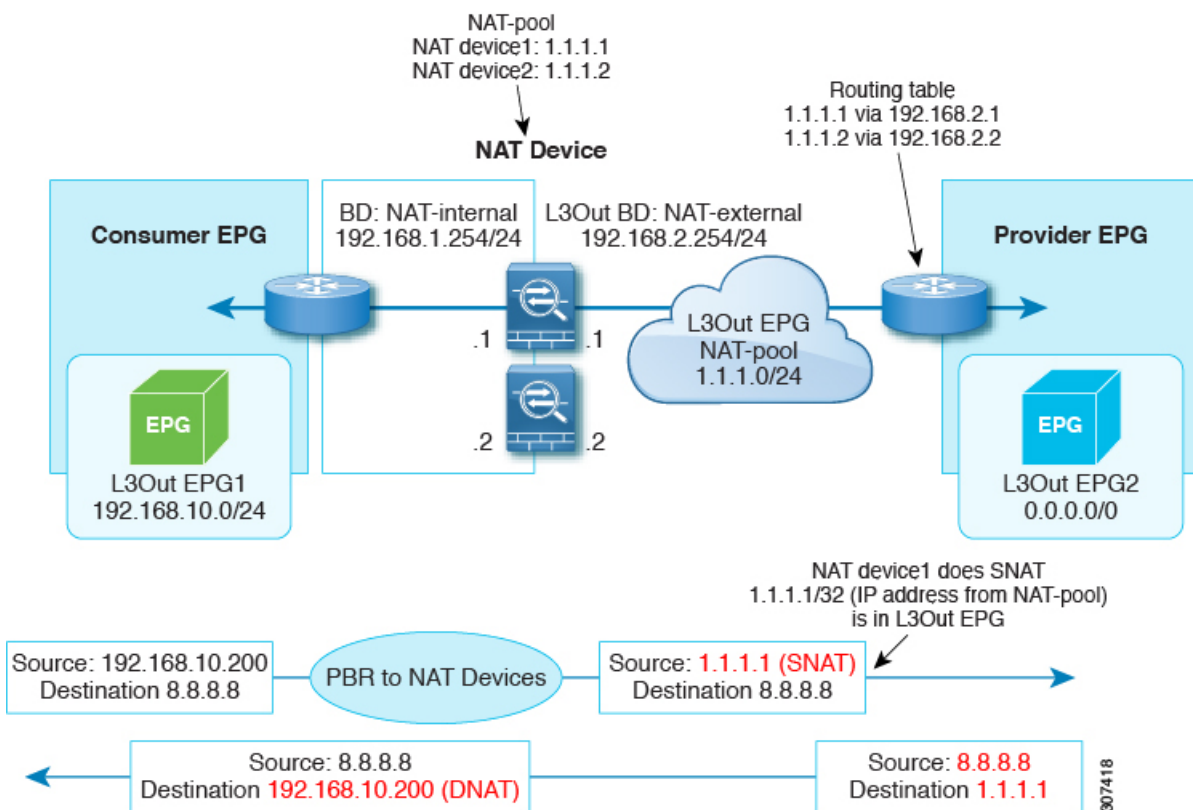 NAT-pool
NAT device1: 1.1.1.1
NAT device2: 1.1.1.2
NAT Device
Routing table
1.1.1.1 via 192.168.2.1
1.1.1.2 via 192.168.2.2
Consumer EPG
BD: NAT-internal
192.168.1.254/24
L3Out BD: NAT-external
192.168.2.254/24
Provider EPG
.1
.1
L3Out EPG
NAT-pool
1.1.1.0/24
.2
.2
EPG
L3Out EPG1
192.168.10.0/24
EPG
L3Out EPG2
0.0.0.0/0
NAT device1 does SNAT
1.1.1.1/32 (IP address from NAT-pool)
is in L3Out EPG
Source: 192.168.10.200
Destination 8.8.8.8
PBR to NAT Devices
Source: 1.1.1.1 (SNAT)
Destination 8.8.8.8
Source: 8.8.8.8
Destination 192.168.10.200 (DNAT)
Source: 8.8.8.8
Destination 1.1.1.1
307418